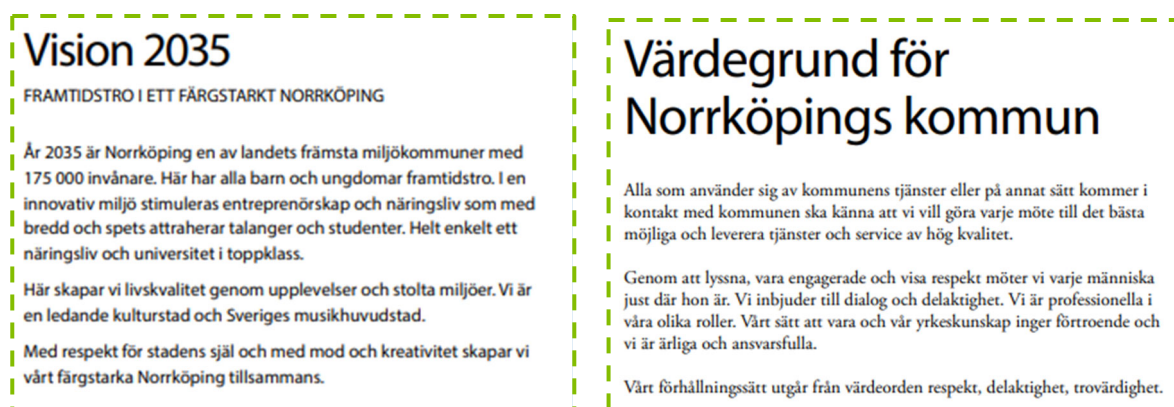 Vision 2035
FRAMTIDSTRO I ETT FÄRGSTARKT NORRKÖPING
År 2035 är Norrköping en av landets främsta miljökommuner med
175 000 invånare. Här har alla barn och ungdomar framtidstro. I en
innovativ miljö stimuleras entreprenörskap och näringsliv som med
bredd och spets attraherar talanger och studenter. Helt enkelt ett
näringsliv och universitet i toppklass.
Här skapar vi livskvalitet genom upplevelser och stolta miljöer. Vi är
en ledande kulturstad och Sveriges musikhuvudstad.
Med respekt för stadens själ och med mod och kreativitet skapar vi
vårt färgstarka Norrköping tillsammans.
Värdegrund för
Norrköpings kommun
Alla som använder sig av kommunens tjänster eller på annat sätt kommer i
kontakt med kommunen ska känna att vi vill göra varje möte till det bästa
möjliga och leverera tjänster och service av hög kvalitet.
Genom att lyssna, vara engagerade och visa respekt möter vi varje människa
just där hon är. Vi inbjuder till dialog och delaktighet. Vi är professionella i
våra olika roller. Vårt sätt att vara och vår yrkeskunskap inger förtroende och
vi är ärliga och ansvarsfulla.
Vårt förhållningssätt utgår från värdeorden respekt, delaktighet, trovärdighet.